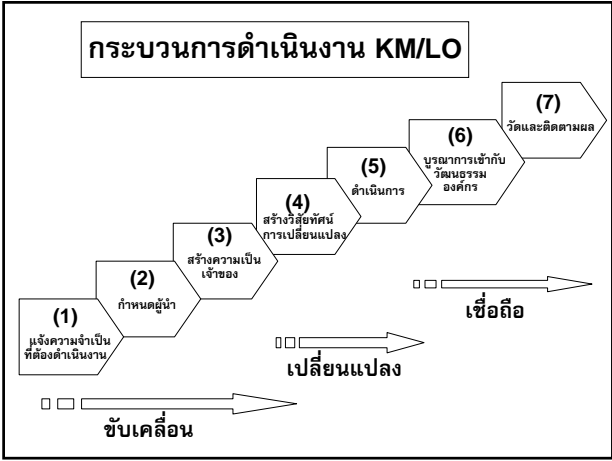 กระบวนการดำเนินงาน KM/LO
(1)
แจ้งความจำเป็น
ที่ต้องดำเนินงาน
(2)
กำหนดผู้นำ
(3)
สร้างความเป็น
เจ้าของ
(4)
สร้างวิสัยทัศน์
การเปลี่ยนแปลง
(5)
ดำเนินการ
(6)
บูรณาการเข้ากับ
วัฒนธรรม
องค์กร
(7)
วัดและติดตามผล
ขับเคลื่อน
เปลี่ยนแปลง
เชื่อถือ